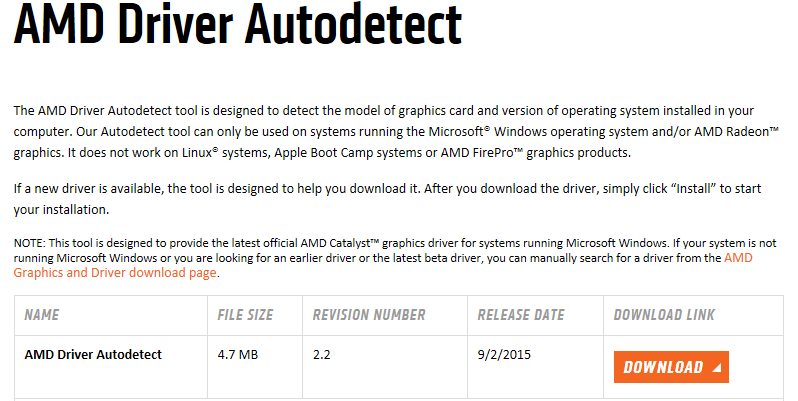 AMD Driver Autodetect
The AMD Driver Autodetect tool is designed to detect the model of graphics card and version of operating system installed in your
computer. Our Autodetect tool can only be used on systems running the Microsoft® Windows operating system and/or AMD Radeon™
graphics. It does not work on Linux® systems, Apple Boot Camp systems or AMD FirePro™ graphics products.
If a new driver is available, the tool is designed to help you download it. After you download the driver, simply click “Install” to start
your installation.
NOTE: This tool is designed to provide the latest official AMD Catalyst™ graphics driver for systems running Microsoft Windows. If your system is not
running Microsoft Windows or you are looking for an earlier driver or the latest beta driver, you can manually search for a driver from the AMD
Graphics and Driver download page.
NAME FILE SIZE REVISION NUMBER RELEASE DATE DOWNLOAD LINK
AMD Driver Autodetect 4.7 MB 2.2 9/2/2015 DOWNLOAD